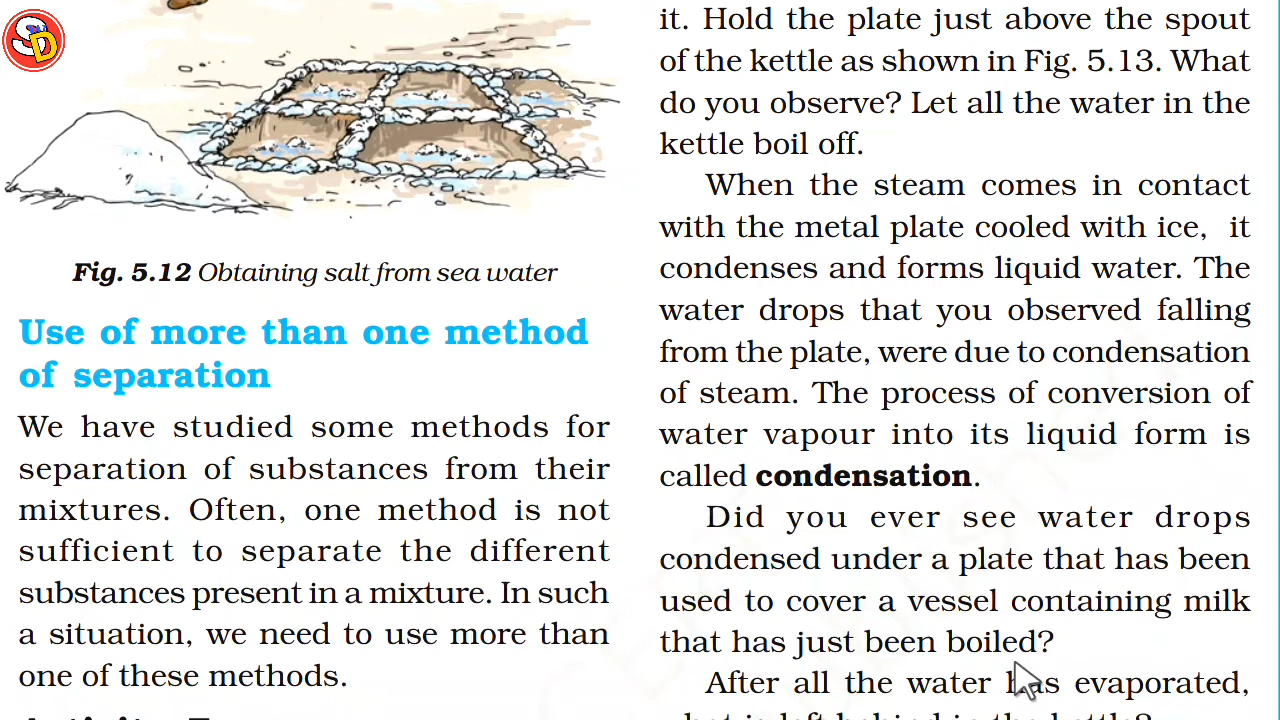 SD
Fig. 5.12 Obtaining salt from sea water
Use of more than one method
of separation
We have studied some methods for
separation of substances from their
mixtures. Often, one method is not
sufficient to separate the different
substances present in a mixture. In such
a situation, we need to use more than
one of these methods.
it. Hold the plate just above the spout
of the kettle as shown in Fig. 5.13. What
do you observe? Let all the water in the
kettle boil off.
When the steam comes in contact
with the metal plate cooled with ice, it
condenses and forms liquid water. The
water drops that you observed falling
from the plate, were due to condensation
of steam. The process of conversion of
water vapour into its liquid form is
called condensation.
Did you ever see water drops
condensed under a plate that has been
used to cover a vessel containing milk
that has just been boiled?
After all the water has evaporated,